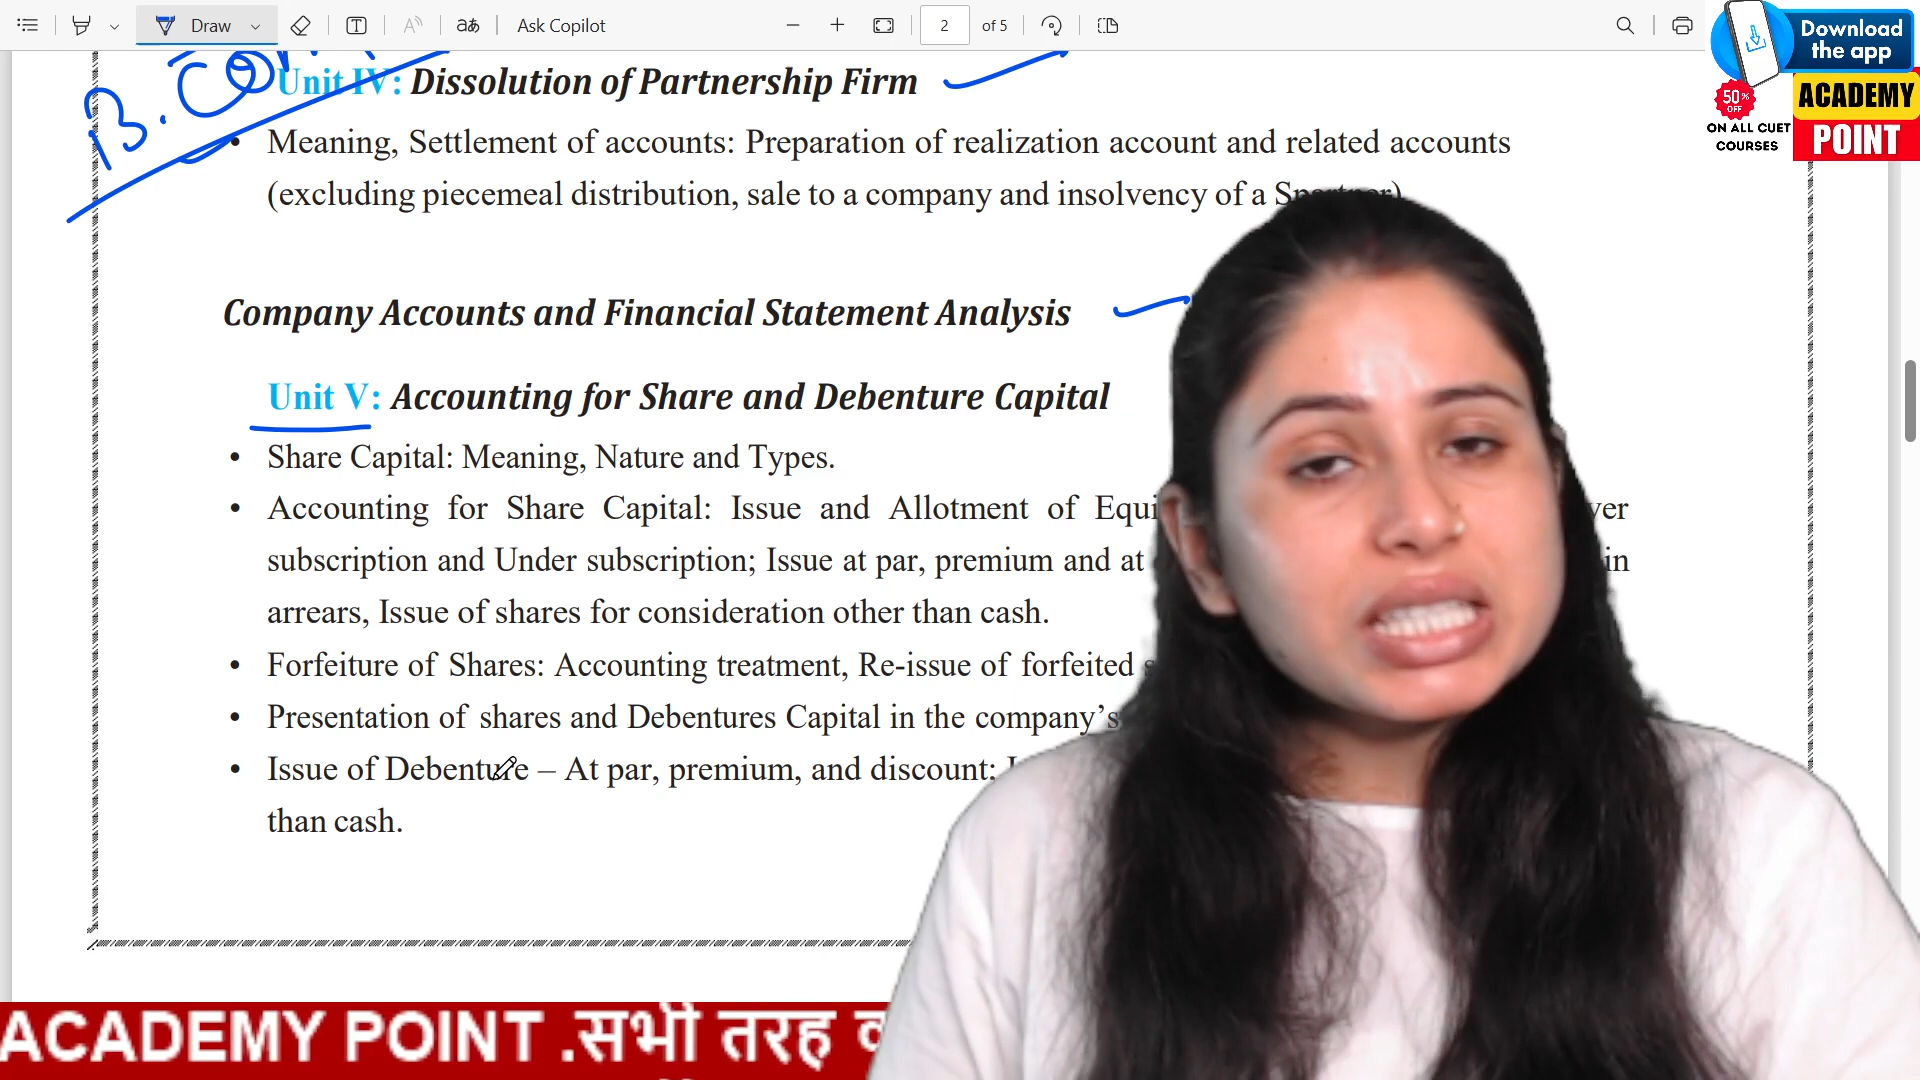 Draw
Ask Copilot
2 of 5
Download the app
50% OFF
ON ALL CUET COURSES
ACADEMY POINT
B. Com
Unit IV: Dissolution of Partnership Firm
• Meaning, Settlement of accounts: Preparation of realization account and related accounts
(excluding piecemeal distribution, sale to a company and insolvency of a
Company Accounts and Financial Statement Analysis
Unit V: Accounting for Share and Debenture Capital
• Share Capital: Meaning, Nature and Types.
• Accounting for Share Capital: Issue and Allotment of
subscription and Under subscription; Issue at par, premium and at in
arrears, Issue of shares for consideration other than cash.
• Forfeiture of Shares: Accounting treatment, Re-issue of forfeited
• Presentation of shares and Debentures Capital in the company's
• Issue of Debenture – At par, premium, and discount;
than cash.
ACADEMY POINT .सभी तरह